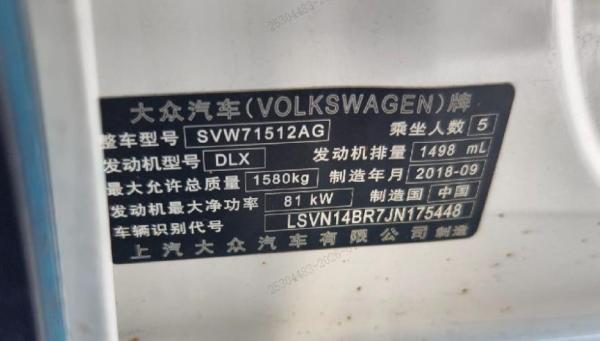 大众汽车(VOLKSWAGEN)牌
整车型号 SVW71512AG 乘坐人数 5
发动机型号 DLX 发动机排量 1498 mL
最大允许总质量 1580kg 制造年月 2018-09
发动机最大净功率 81 kW 制造国 中国
车辆识别代号 LSVN14BR7JN175448
上汽大众汽车有限公司 制造